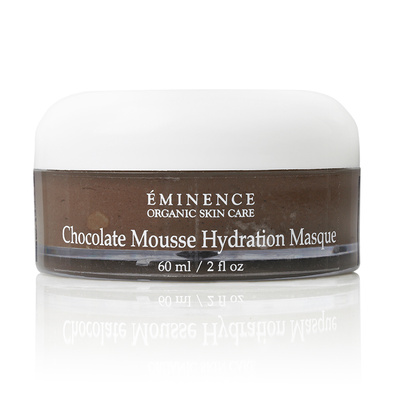 ÉMINENCE
ORGANIC SKIN CARE
Chocolate Mousse Hydration Masque
60 ml / 2 fl oz